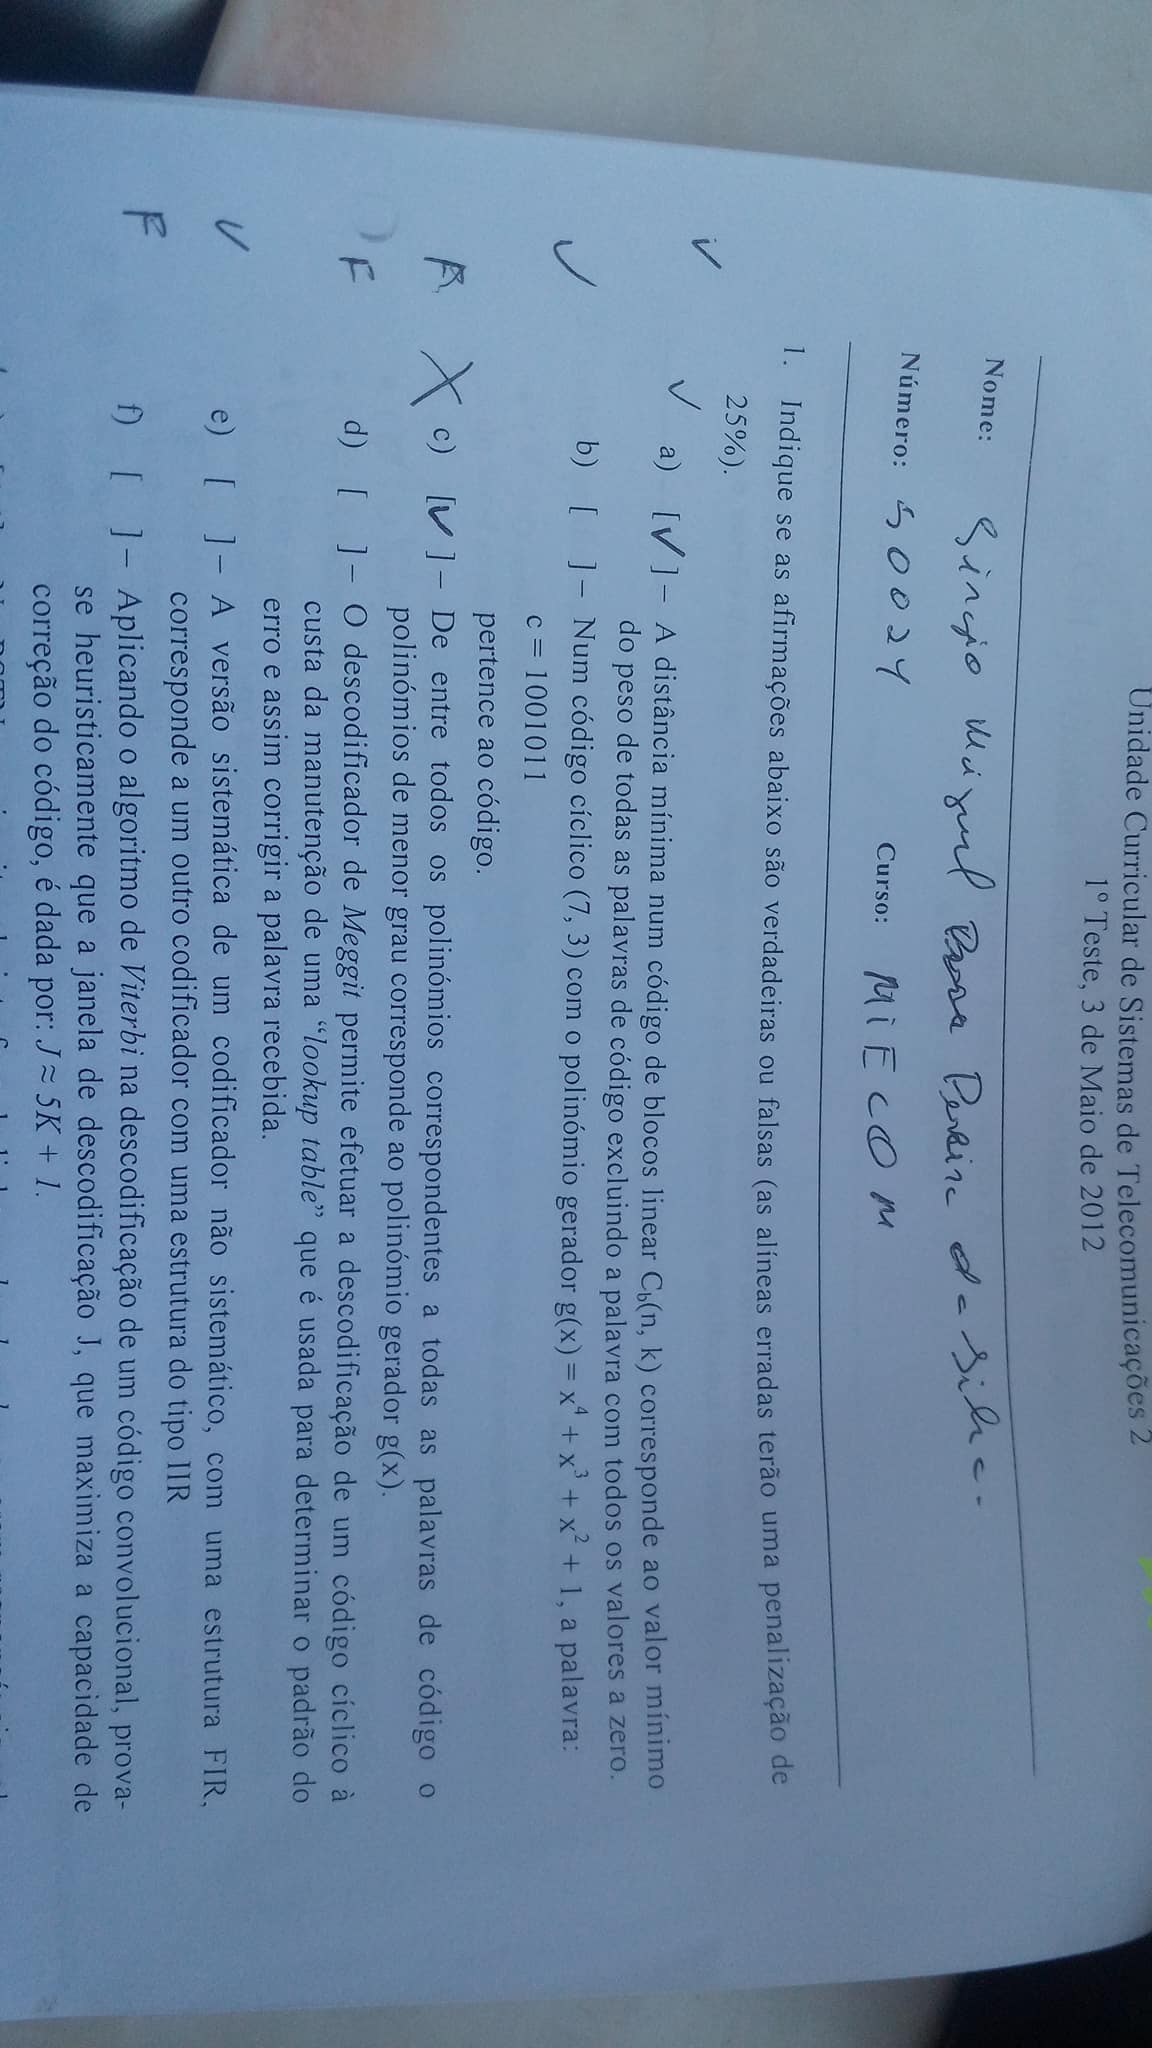 Unidade Curricular de Sistemas de Telecomunicações 2
1º Teste, 3 de Maio de 2012
Nome: Sérgio Miguel Pereira da Silva.
Número: 50024 Curso: MIECOM
1. Indique se as afirmações abaixo são verdadeiras ou falsas (as alíneas erradas terão uma penalização de
25%).
✓ ✓ a) [✓] – A distância mínima num código de blocos linear Cb(n, k) corresponde ao valor mínimo
do peso de todas as palavras de código excluindo a palavra com todos os valores a zero.
✓ b) [ ] – Num código cíclico (7, 3) com o polinómio gerador g(x) = x⁴ + x³ + x² + 1, a palavra:
c = 1001011
pertence ao código.
F X c) [✓] – De entre todos os polinómios correspondentes a todas as palavras de código o
polinómios de menor grau corresponde ao polinómio gerador g(x).
F d) [ ] – O descodificador de Meggit permite efetuar a descodificação de um código cíclico à
custa da manutenção de uma “lookup table” que é usada para determinar o padrão do
erro e assim corrigir a palavra recebida.
V e) [ ] – A versão sistemática de um codificador não sistemático, com uma estrutura FIR,
corresponde a um outro codificador com uma estrutura do tipo IIR
F f) [ ] – Aplicando o algoritmo de Viterbi na descodificação de um código convolucional, prova-
se heuristicamente que a janela de descodificação J, que maximiza a capacidade de
correção do código, é dada por: J ≈ 5K + 1.